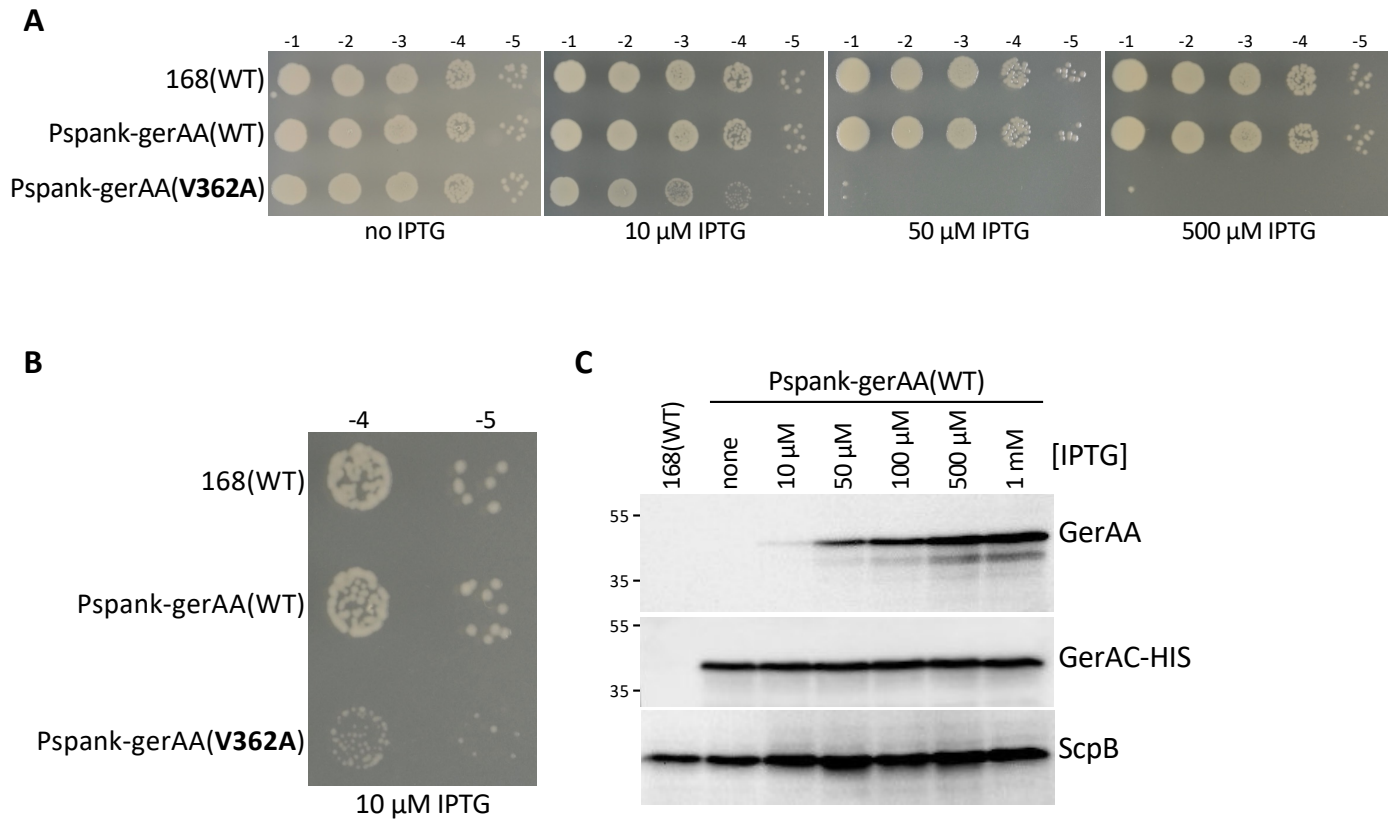 A
-1 -2 -3 -4 -5 -1 -2 -3 -4 -5 -1 -2 -3 -4 -5 -1 -2 -3 -4 -5
168(WT)
Pspank-gerAA(WT)
Pspank-gerAA(V362A)
no IPTG 10 µM IPTG 50 µM IPTG 500 µM IPTG
B
-4 -5
168(WT)
Pspank-gerAA(WT)
Pspank-gerAA(V362A)
10 µM IPTG
C
Pspank-gerAA(WT)
168(WT) none 10 µM 50 µM 100 µM 500 µM 1 mM [IPTG]
55
GerAA
35
55
GerAC-HIS
35
ScpB